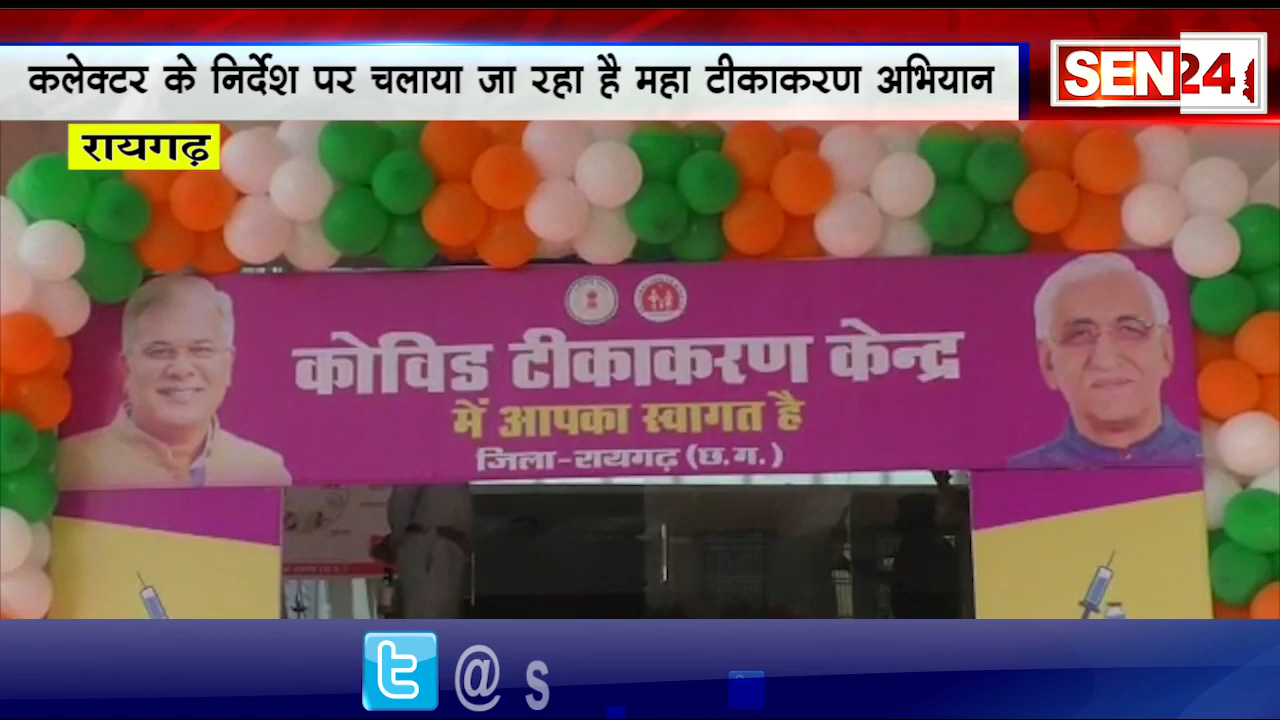 कलेक्टर के निर्देश पर चलाया जा रहा है महा टीकाकरण अभियान
SEN24
रायगढ़
कोविड टीकाकरण केन्द्र
में आपका स्वागत है
जिला-रायगढ़ (छ.ग.)
t @ s